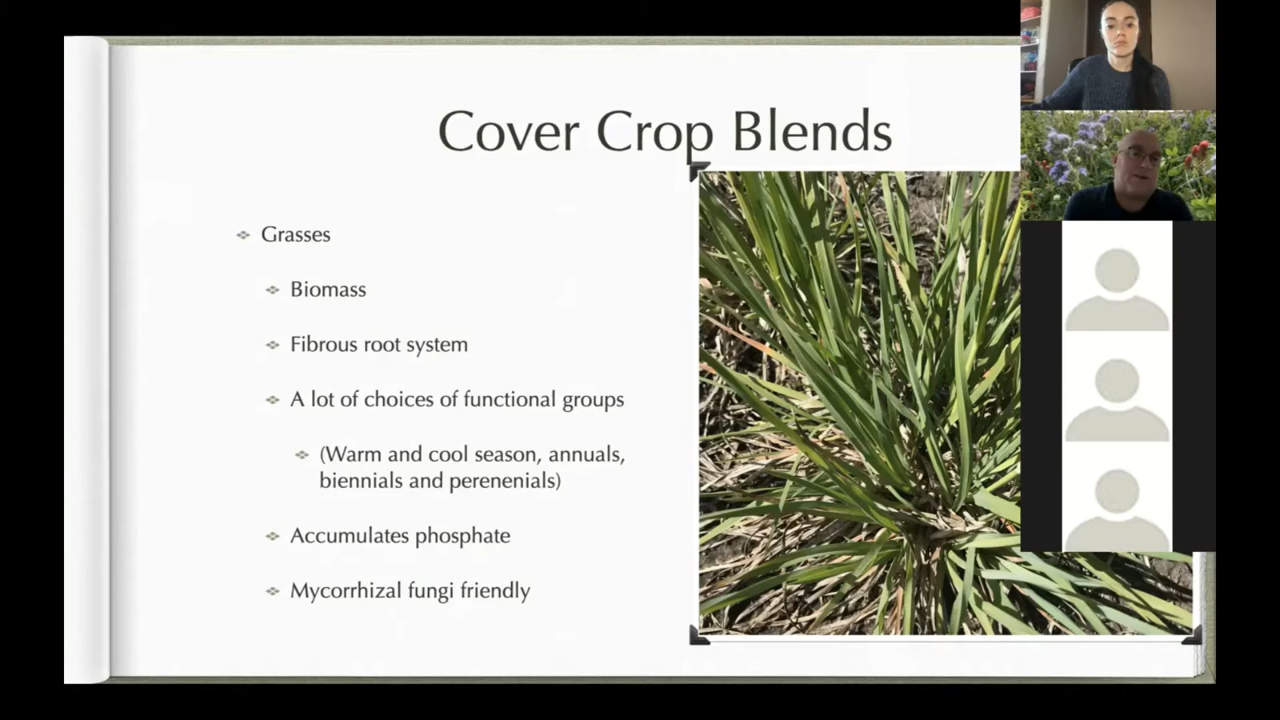 Cover Crop Blends
Grasses
Biomass
Fibrous root system
A lot of choices of functional groups
(Warm and cool season, annuals,
biennials and perenenials)
Accumulates phosphate
Mycorrhizal fungi friendly